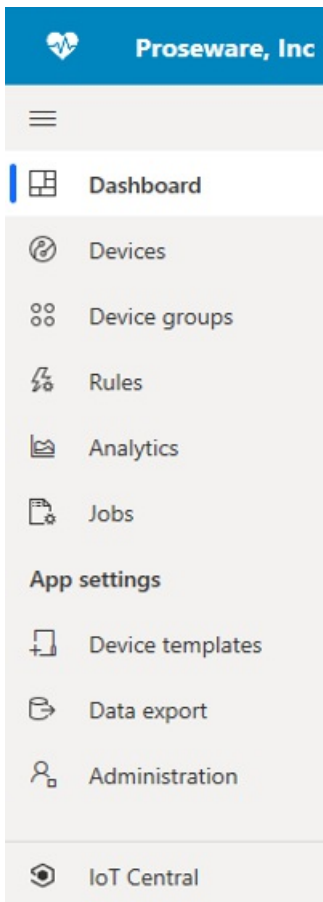 Proseware, Inc
Dashboard
Devices
Device groups
Rules
Analytics
Jobs
App settings
Device templates
Data export
Administration
IoT Central